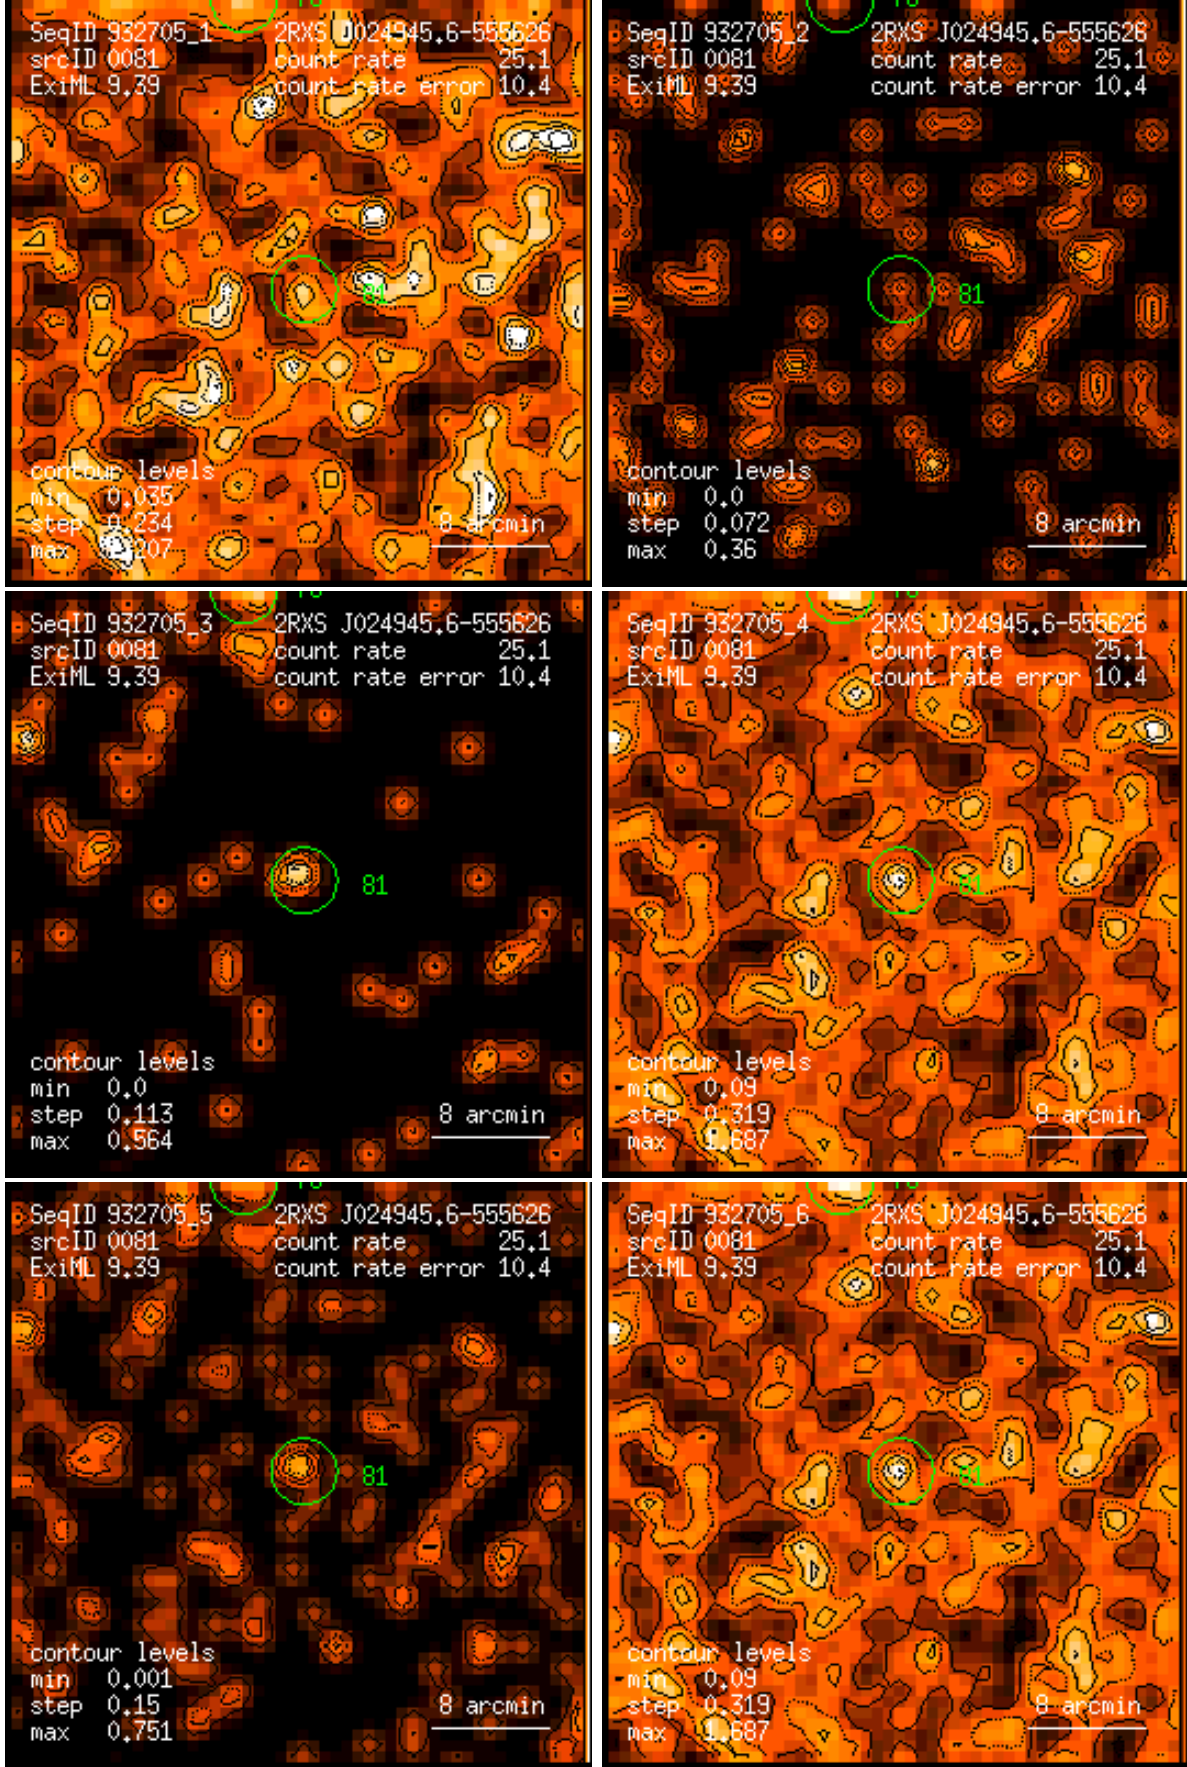 SeqID 932705_1 2RXS J024945.6-555626
srcID 0081 count rate 25.1
ExiML 9.39 count rate error 10.4
81
contour levels
min 0.035
step 0.234
max 207
8 arcmin
SeqID 932705_2 2RXS J024945.6-555626
srcID 0081 count rate 25.1
ExiML 9.39 count rate error 10.4
81
contour levels
min 0.0
step 0.072
max 0.36
8 arcmin
SeqID 932705_3 2RXS J024945.6-555626
srcID 0081 count rate 25.1
ExiML 9.39 count rate error 10.4
81
contour levels
min 0.0
step 0.113
max 0.564
8 arcmin
SeqID 932705_4 2RXS J024945.6-555626
srcID 0081 count rate 25.1
ExiML 9.39 count rate error 10.4
81
contour levels
min 0.09
step 0.319
max 1.687
8 arcmin
SeqID 932705_5 2RXS J024945.6-555626
srcID 0081 count rate 25.1
ExiML 9.39 count rate error 10.4
81
contour levels
min 0.001
step 0.15
max 0.751
8 arcmin
SeqID 932705_6 2RXS J024945.6-555626
srcID 0081 count rate 25.1
ExiML 9.39 count rate error 10.4
81
contour levels
min 0.09
step 0.319
max 1.687
8 arcmin